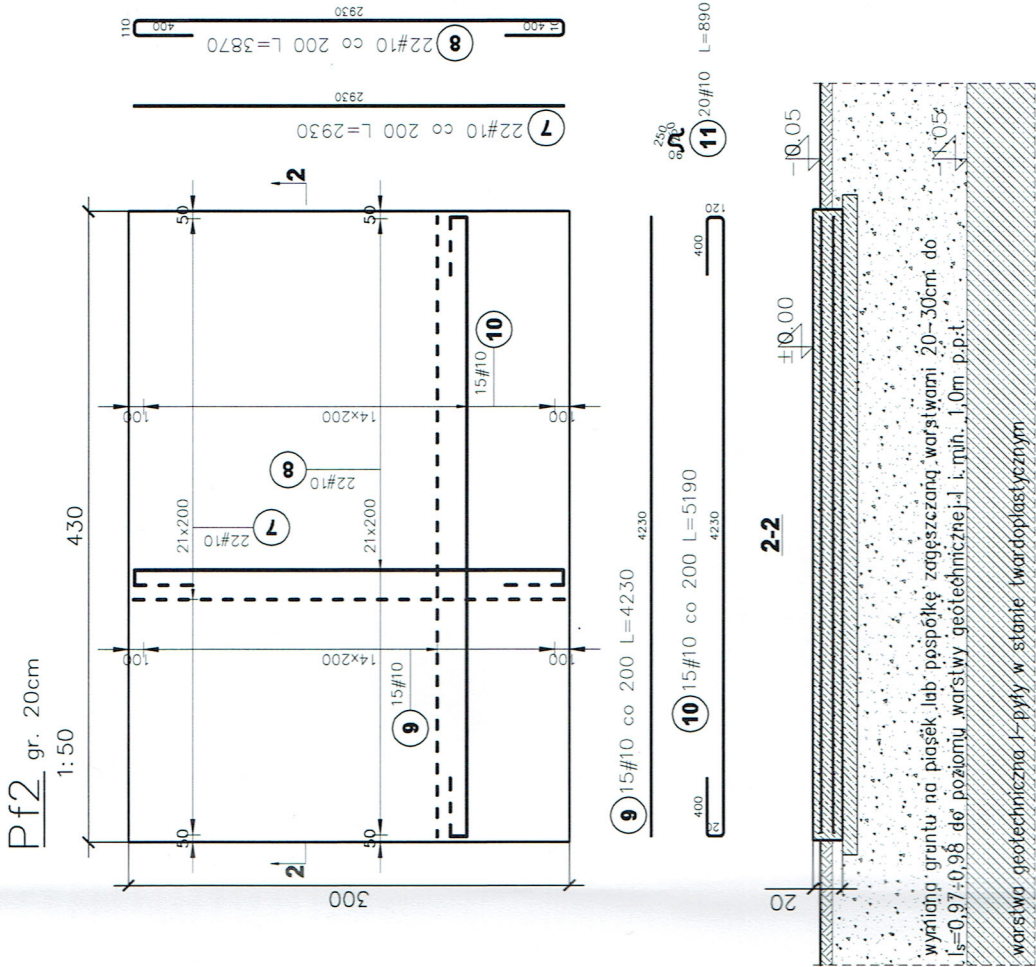 Pf2 gr. 20cm
1:50
430
300
50
50
50
50
21x200
22#10
7
22#10
8
21x200
100
14x200
100
100
14x200
100
15#10
9
15#10
10
2
2
2930
7 22#10 co 200 L=2930
2930
110
400
400
8 22#10 co 200 L=3870
9 15#10 co 200 L=4230
4230
10 15#10 co 200 L=5190
400
4230
400
120
250
11 20#10 L=890
2-2
20
±0.00
-0.05
-1.05
wymiana gruntu na piasek lub pospółkę zagęszczaną warstwami 20-30cm do
Is=0,97÷0,98 do poziomu warstwy geotechnicznej I i min. 1,0m p.p.t.
warstwa geotechniczna I-pyły w stanie twardoplastycznym